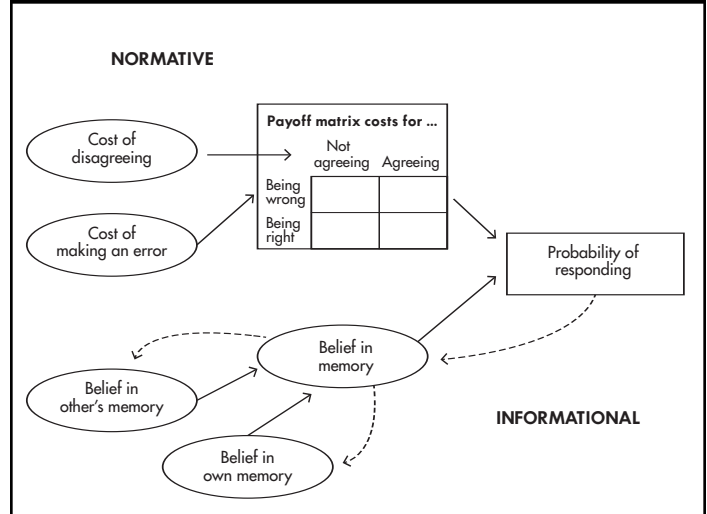 NORMATIVE
Cost of
disagreeing
Cost of
making an error
Payoff matrix costs for ...
Not
agreeing Agreeing
Being
wrong
Being
right
Probability of
responding
Belief in
memory
Belief in
other's memory
Belief in
own memory
INFORMATIONAL